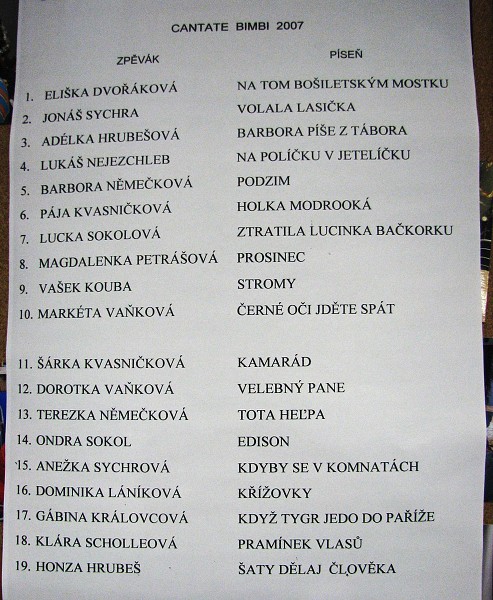 CANTATE BIMBI 2007
ZPĚVÁK PÍSEŇ
1. ELIŠKA DVOŘÁKOVÁ NA TOM BOŠILETSKÝM MOSTKU
2. JONÁŠ SYCHRA VOLALA LASIČKA
3. ADÉLKA HRUBEŠOVÁ BARBORA PÍŠE Z TÁBORA
4. LUKÁŠ NEJEZCHLEB NA POLÍČKU V JETELÍČKU
5. BARBORA NĚMEČKOVÁ PODZIM
6. PÁJA KVASNIČKOVÁ HOLKA MODROOKÁ
7. LUCKA SOKOLOVÁ ZTRATILA LUCINKA BAČKORKU
8. MAGDALENKA PETRÁŠOVÁ PROSINEC
9. VAŠEK KOUBA STROMY
10. MARKÉTA VAŇKOVÁ ČERNÉ OČI JDĚTE SPÁT
11. ŠÁRKA KVASNIČKOVÁ KAMARÁD
12. DOROTKA VAŇKOVÁ VELEBNÝ PANE
13. TEREZKA NĚMEČKOVÁ TOTA HEĽPA
14. ONDRA SOKOL EDISON
15. ANEŽKA SYCHROVÁ KDYBY SE V KOMNATÁCH
16. DOMINIKA LÁNÍKOVÁ KŘÍŽOVKY
17. GÁBINA KRÁLOVCOVÁ KDYŽ TYGR JEDO DO PAŘÍŽE
18. KLÁRA SCHOLLEOVÁ PRAMÍNEK VLASŮ
19. HONZA HRUBEŠ ŠATY DĚLAJ ČLOVĚKA